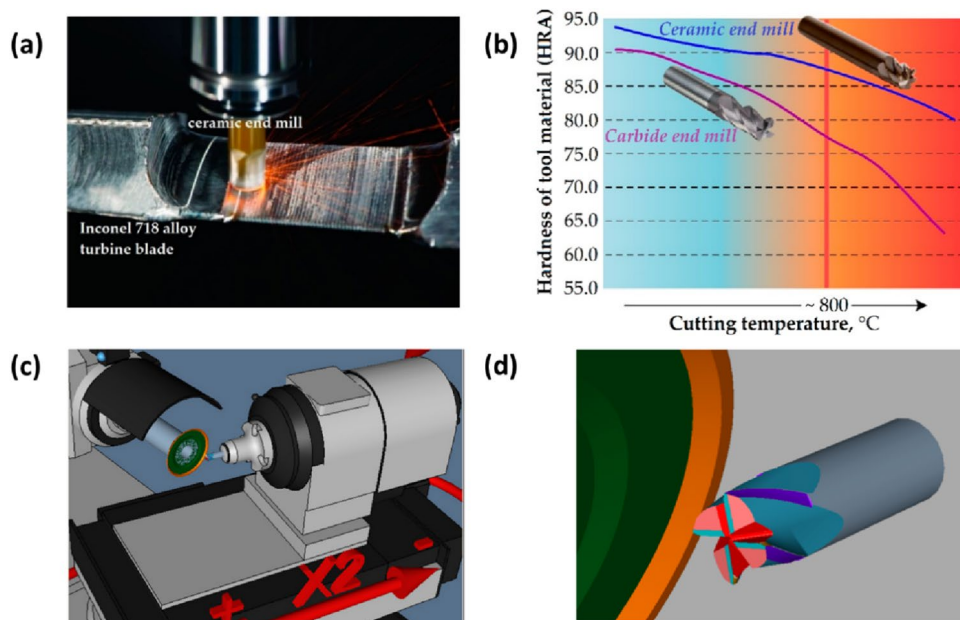 (a)
ceramic end mill
Inconel 718 alloy
turbine blade
(b)
Hardness of tool material (HRA)
95.0
90.0
85.0
80.0
75.0
70.0
65.0
60.0
55.0
Ceramic end mill
Carbide end mill
~ 800
Cutting temperature, °C
(c)
+ X2 -
(d)